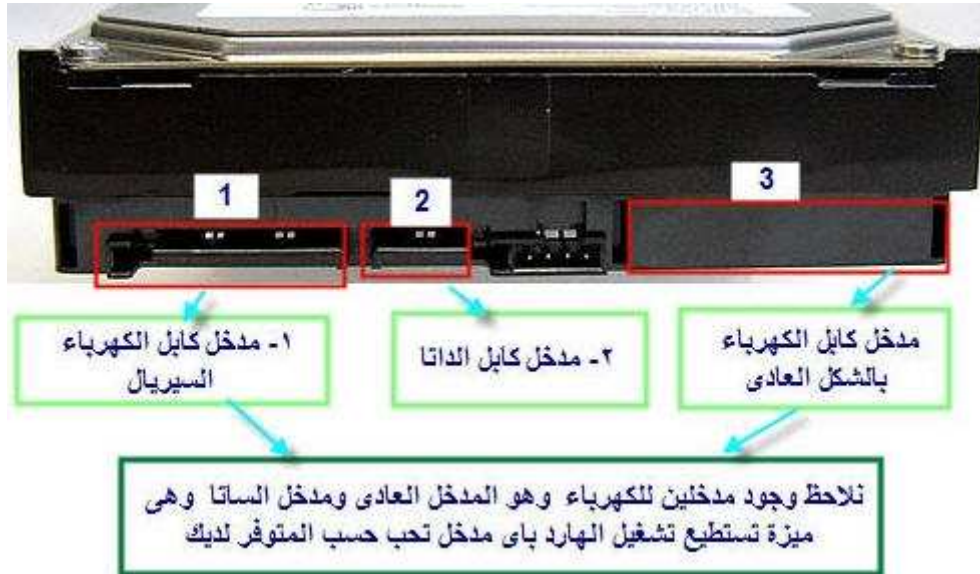 1
2
3
١- مدخل كابل الكهرباء
السيريال
٢- مدخل كابل الداتا
مدخل كابل الكهرباء
بالشكل العادى
نلاحظ وجود مدخلين للكهرباء وهو المدخل العادى ومدخل الساتا وهى
ميزة تستطيع تشغيل الهارد باى مدخل تحب حسب المتوفر لديك